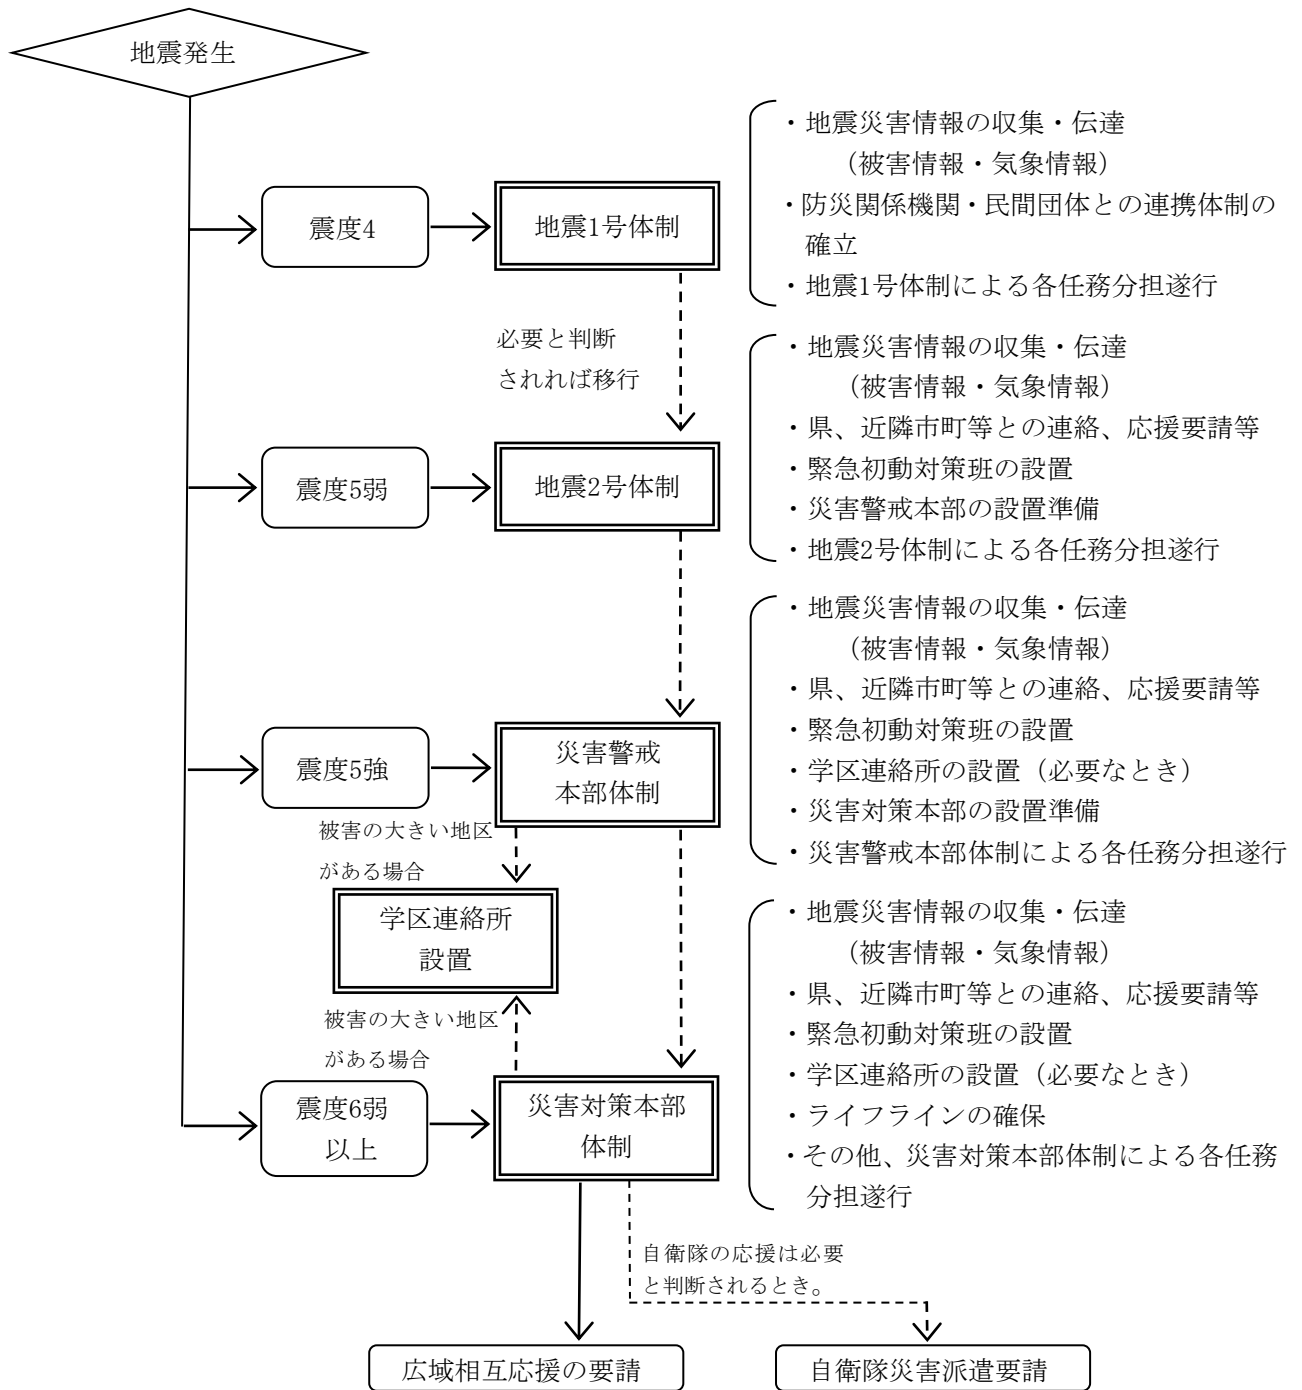 地震発生
震度4
地震1号体制
・地震災害情報の収集・伝達
（被害情報・気象情報）
・防災関係機関・民間団体との連携体制の
確立
・地震1号体制による各任務分担遂行
必要と判断
されれば移行
震度5弱
地震2号体制
・地震災害情報の収集・伝達
（被害情報・気象情報）
・県、近隣市町等との連絡、応援要請等
・緊急初動対策班の設置
・災害警戒本部の設置準備
・地震2号体制による各任務分担遂行
震度5強
災害警戒
本部体制
・地震災害情報の収集・伝達
（被害情報・気象情報）
・県、近隣市町等との連絡、応援要請等
・緊急初動対策班の設置
・学区連絡所の設置（必要なとき）
・災害対策本部の設置準備
・災害警戒本部体制による各任務分担遂行
被害の大きい地区
がある場合
学区連絡所
設置
被害の大きい地区
がある場合
震度6弱
以上
災害対策本部
体制
・地震災害情報の収集・伝達
（被害情報・気象情報）
・県、近隣市町等との連絡、応援要請等
・緊急初動対策班の設置
・学区連絡所の設置（必要なとき）
・ライフラインの確保
・その他、災害対策本部体制による各任務
分担遂行
自衛隊の応援は必要
と判断されるとき。
広域相互応援の要請
自衛隊災害派遣要請